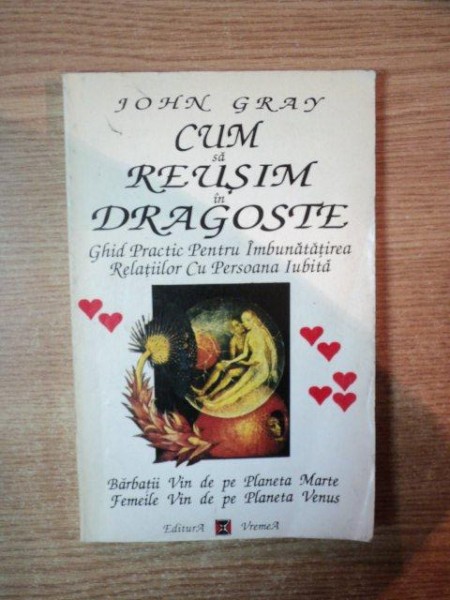 JOHN GRAY
CUM
să
REUȘIM
în
DRAGOSTE
Ghid Practic Pentru Îmbunătățirea
Relațiilor Cu Persoana Iubită
Bărbații Vin de pe Planeta Marte
Femeile Vin de pe Planeta Venus
EditurA VremeA